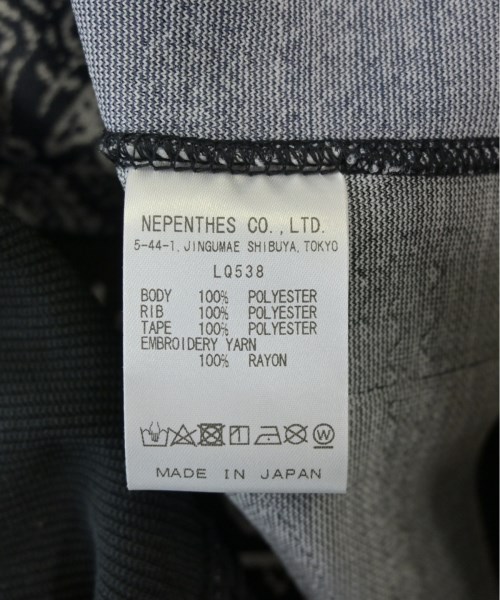 NEPENTHES CO.,LTD.
5-44-1, JINGUMAE SHIBUYA, TOKYO
LQ538
BODY 100% POLYESTER
RIB 100% POLYESTER
TAPE 100% POLYESTER
EMBROIDERY YARN
100% RAYON
W
MADE IN JAPAN